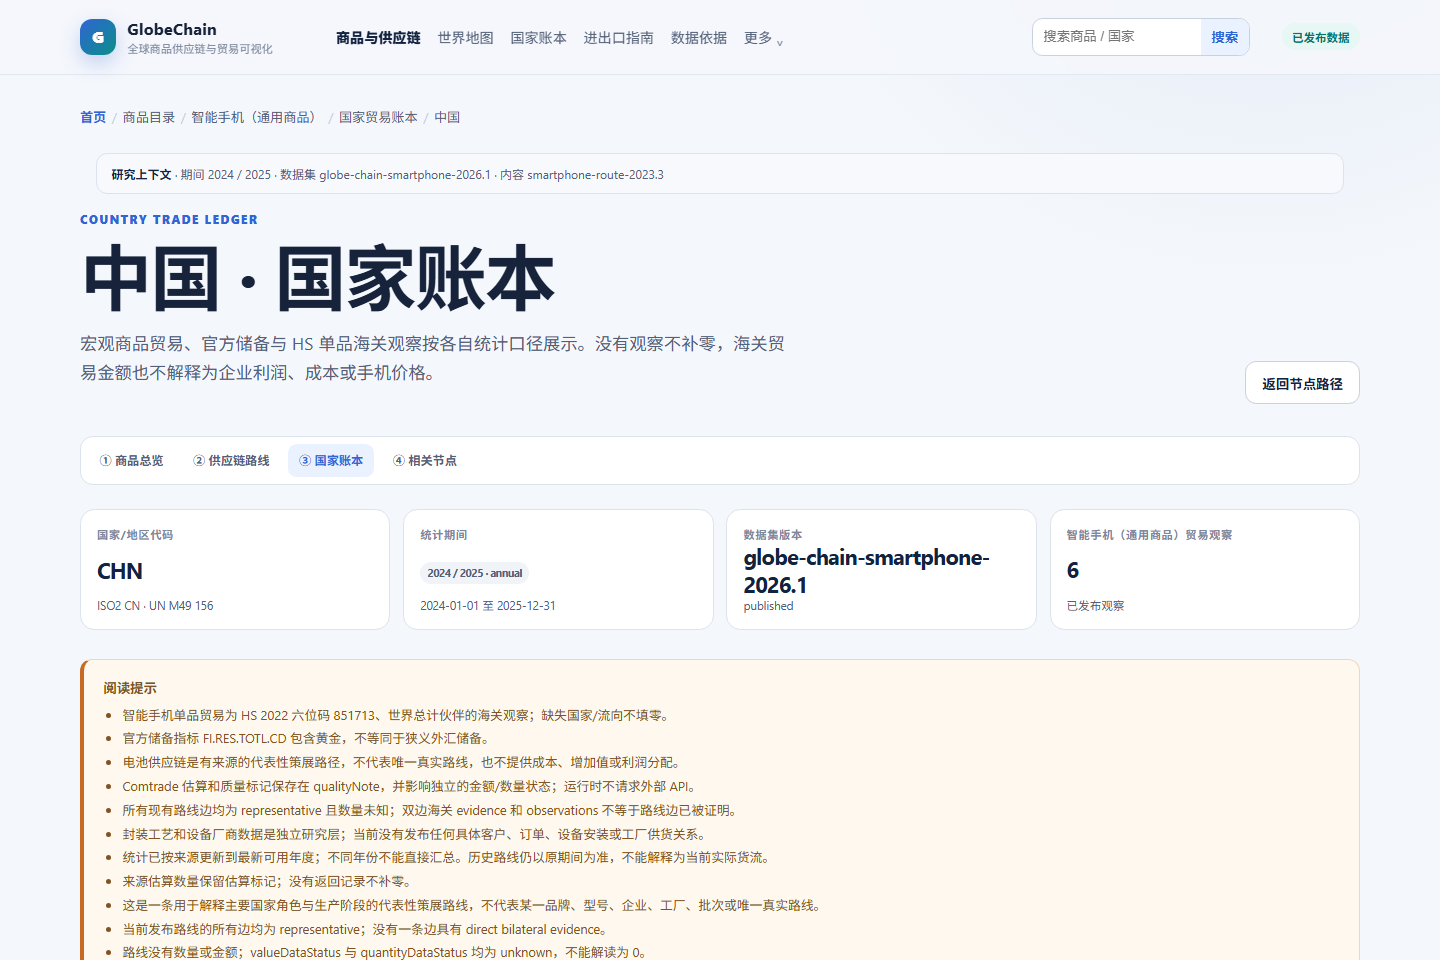 G
GlobeChain
全球商品供应链与贸易可视化
商品与供应链 世界地图 国家账本 进出口指南 数据依据 更多
搜索商品 / 国家 搜索
已发布数据
首页 / 商品目录 / 智能手机（通用商品） / 国家贸易账本 / 中国
研究上下文 · 期间 2024 / 2025 · 数据集 globe-chain-smartphone-2026.1 · 内容 smartphone-route-2023.3
COUNTRY TRADE LEDGER
中国 · 国家账本
宏观商品贸易、官方储备与 HS 单品海关观察按各自统计口径展示。没有观察不补零，海关贸
易金额也不解释为企业利润、成本或手机价格。
返回节点路径
① 商品总览 ② 供应链路线 ③ 国家账本 ④ 相关节点
国家/地区代码
CHN
ISO2 CN · UN M49 156
统计期间
2024 / 2025 · annual
2024-01-01 至 2025-12-31
数据集版本
globe-chain-smartphone-
2026.1
published
智能手机（通用商品）贸易观察
6
已发布观察
阅读提示
• 智能手机单品贸易为 HS 2022 六位码 851713、世界总计伙伴的海关观察；缺失国家/流向不填零。
• 官方储备指标 FI.RES.TOTL.CD 包含黄金，不等同于狭义外汇储备。
• 电池供应链是有来源的代表性策展路径，不代表唯一真实路线，也不提供成本、增加值或利润分配。
• Comtrade 估算和质量标记保存在 qualityNote，并影响独立的金额/数量状态；运行时不请求外部 API。
• 所有现有路线边均为 representative 且数量未知；双边海关 evidence 和 observations 不等于路线边已被证明。
• 封装工艺和设备厂商数据是独立研究层；当前没有发布任何具体客户、订单、设备安装或工厂供货关系。
• 统计已按来源更新到最新可用年度；不同年份不能直接汇总。历史路线仍以原期间为准，不能解释为当前实际货流。
• 来源估算数量保留估算标记；没有返回记录不补零。
• 这是一条用于解释主要国家角色与生产阶段的代表性策展路线，不代表某一品牌、型号、企业、工厂、批次或唯一真实路线。
• 当前发布路线的所有边均为 representative；没有一条边具有 direct bilateral evidence。
• 路线没有数量或金额；valueDataStatus 与 quantityDataStatus 均为 unknown，不能解读为 0。